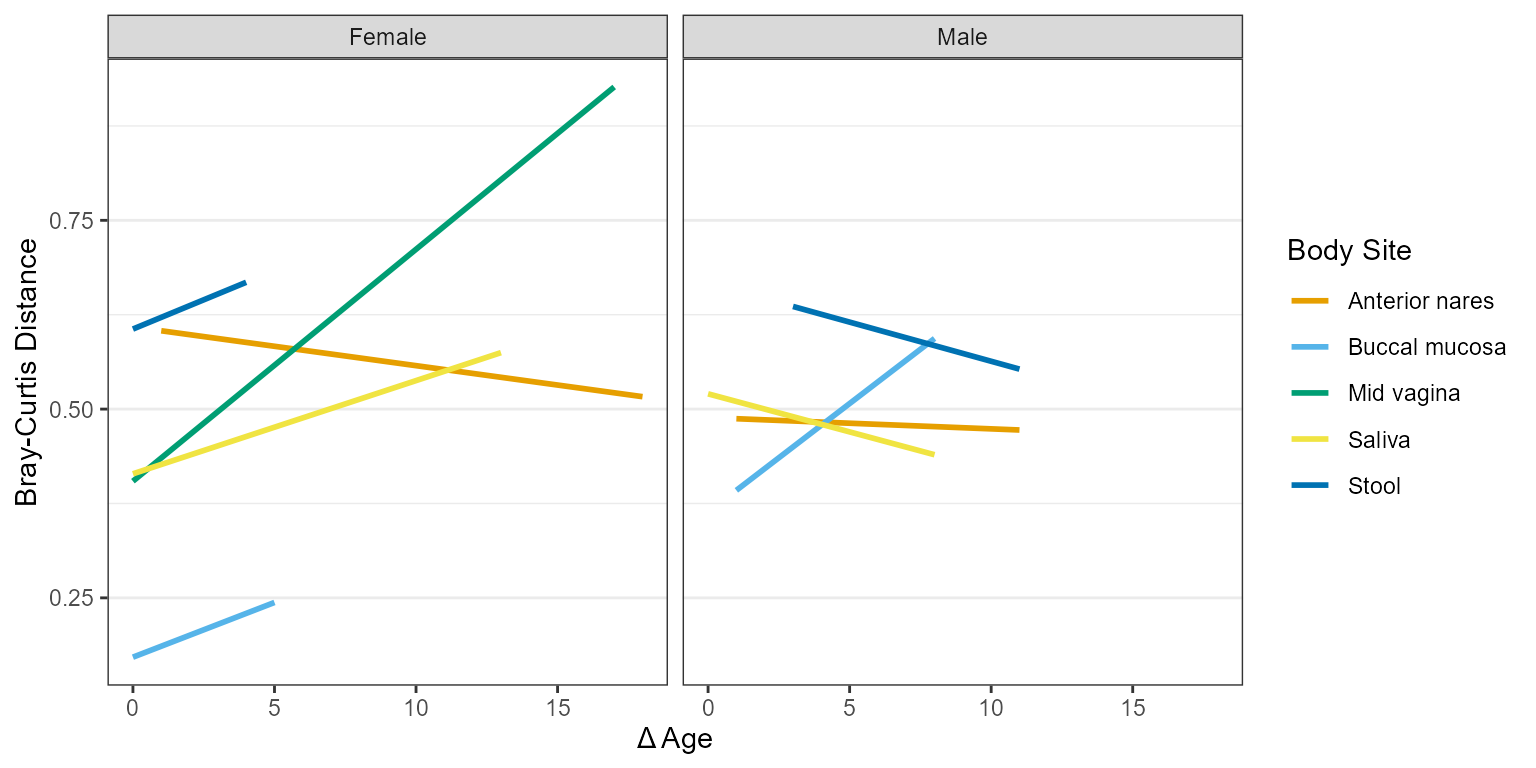 Female
Male
0.75
0.50
0.25
Bray-Curtis Distance
0 5 10 15
0 5 10 15
Δ Age
Body Site
Anterior nares
Buccal mucosa
Mid vagina
Saliva
Stool